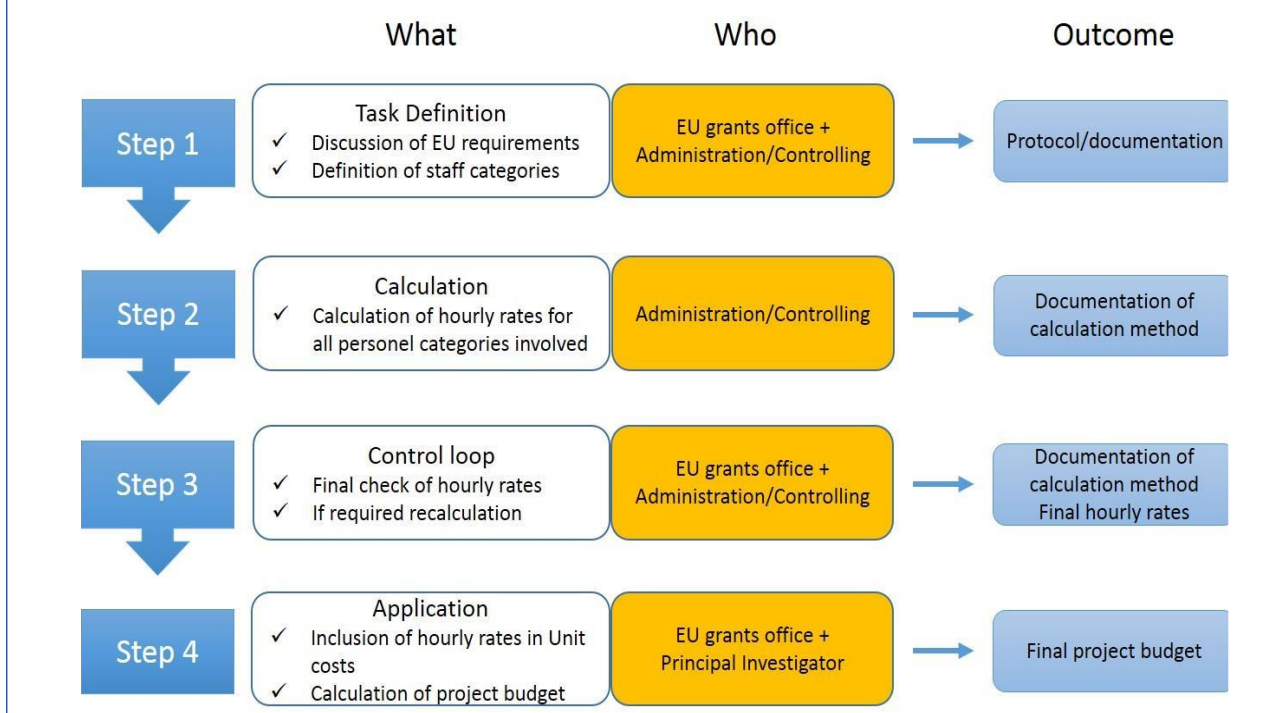 What
Who
Outcome
Step 1
Task Definition
✓ Discussion of EU requirements
✓ Definition of staff categories
EU grants office +
Administration/Controlling
Protocol/documentation
Step 2
Calculation
✓ Calculation of hourly rates for
all personel categories involved
Administration/Controlling
Documentation of
calculation method
Step 3
Control loop
✓ Final check of hourly rates
✓ If required recalculation
EU grants office +
Administration/Controlling
Documentation of
calculation method
Final hourly rates
Step 4
Application
✓ Inclusion of hourly rates in Unit
costs
✓ Calculation of project budget
EU grants office +
Principal Investigator
Final project budget